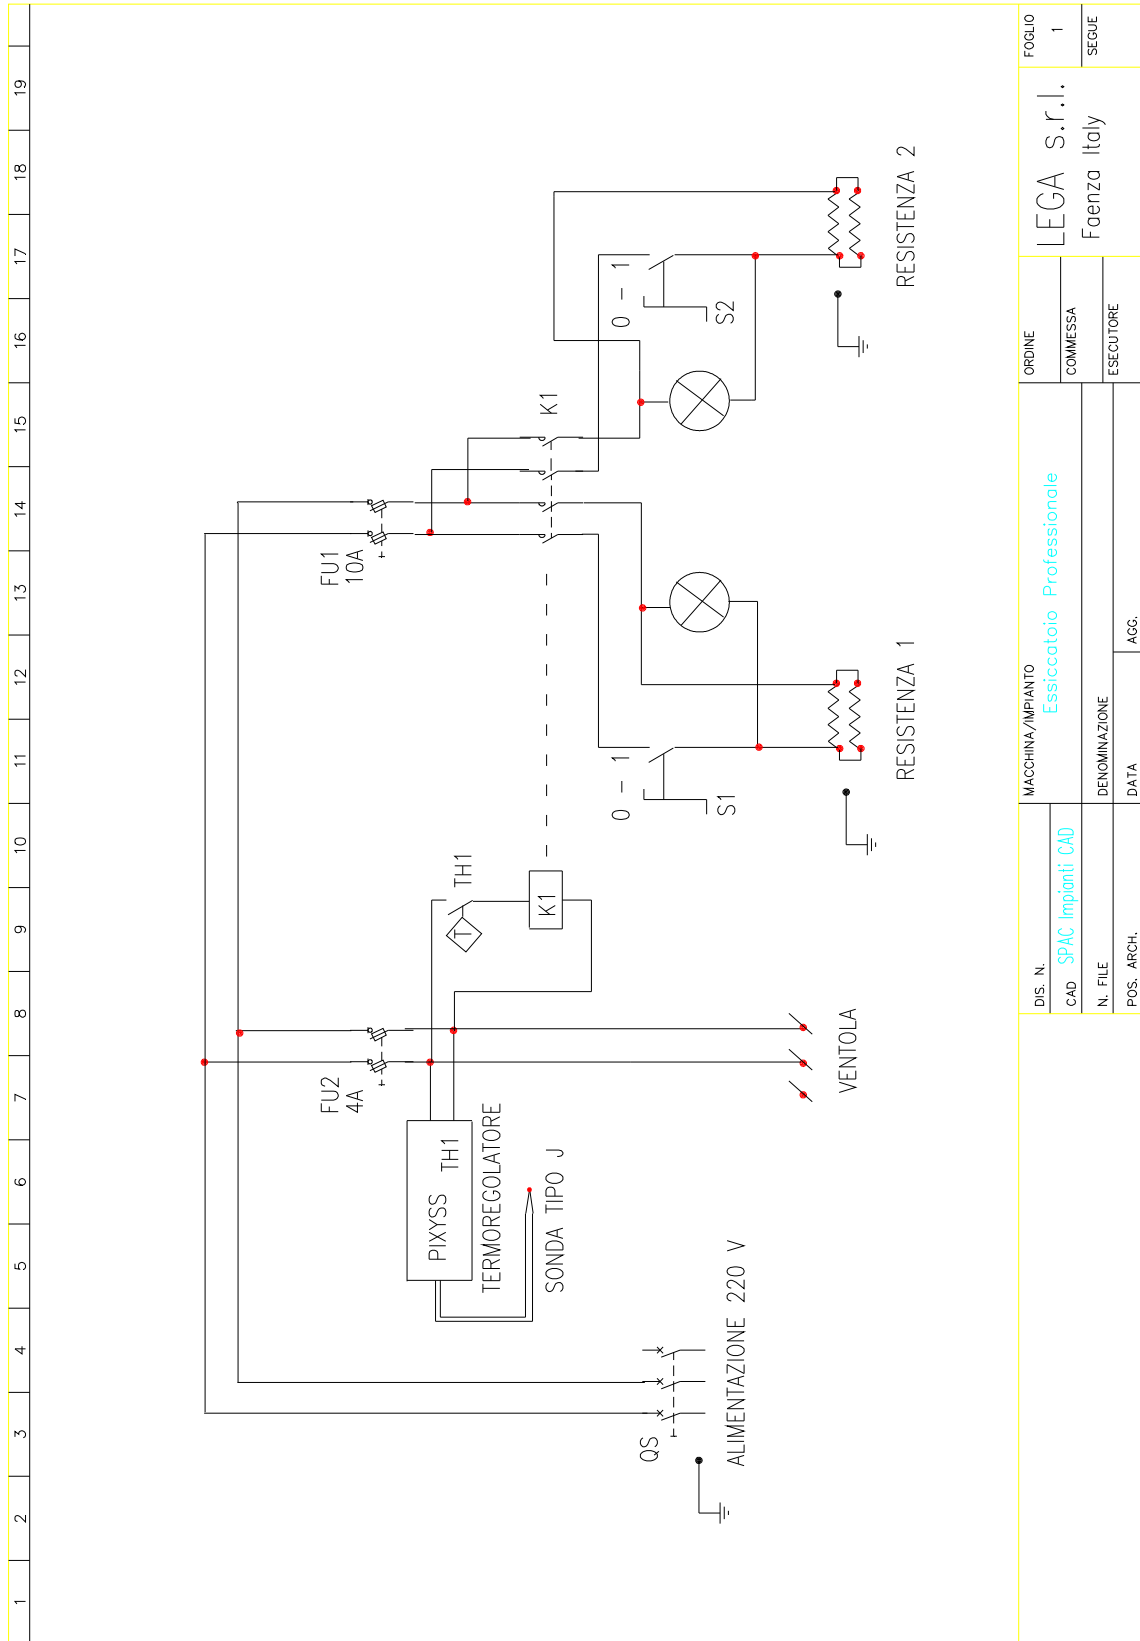 1 2 3 4 5 6 7 8 9 10 11 12 13 14 15 16 17 18 19
FU2
4A
FU1
10A
PIXYSS
TH1
TERMOREGOLATORE
SONDA TIPO J
T
TH1
K1
K1
QS
ALIMENTAZIONE 220 V
VENTOLA
0 - 1
S1
RESISTENZA 1
0 - 1
S2
RESISTENZA 2
DIS. N.
CAD SPAC Impianti CAD
N. FILE
POS. ARCH.
MACCHINA/IMPIANTO
Essiccatoio Professionale
DENOMINAZIONE
DATA
AGG.
ORDINE
COMMESSA
ESECUTORE
LEGA s.r.l.
Faenza Italy
FOGLIO
1
SEGUE